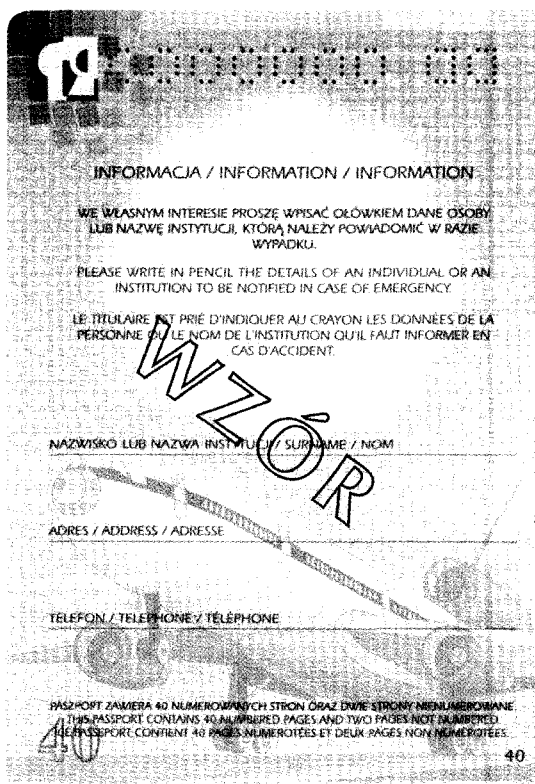 RP
INFORMACJA / INFORMATION / INFORMATION
WE WŁASNYM INTERESIE PROSZĘ WPISAĆ OŁÓWKIEM DANE OSOBY
LUB NAZWĘ INSTYTUCJI, KTÓRĄ NALEŻY POWIADOMIĆ W RAZIE
WYPADKU.
PLEASE WRITE IN PENCIL THE DETAILS OF AN INDIVIDUAL OR AN
INSTITUTION TO BE NOTIFIED IN CASE OF EMERGENCY.
LE TITULAIRE EST PRIÉ D'INDIQUER AU CRAYON LES DONNÉES DE LA
PERSONNE OU LE NOM DE L'INSTITUTION QU'IL FAUT INFORMER EN
CAS D'ACCIDENT.
WZÓR
NAZWISKO LUB NAZWA INSTYTUCJI / SURNAME / NOM
ADRES / ADDRESS / ADRESSE
TELEFON / TELEPHONE / TÉLÉPHONE
PASZPORT ZAWIERA 40 NUMEROWANYCH STRON ORAZ DWIE STRONY NIENUMEROWANE.
THIS PASSPORT CONTAINS 40 NUMBERED PAGES AND TWO PAGES NOT NUMBERED.
CE PASSEPORT CONTIENT 40 PAGES NUMÉROTÉES ET DEUX PAGES NON NUMÉROTÉES.
40
40